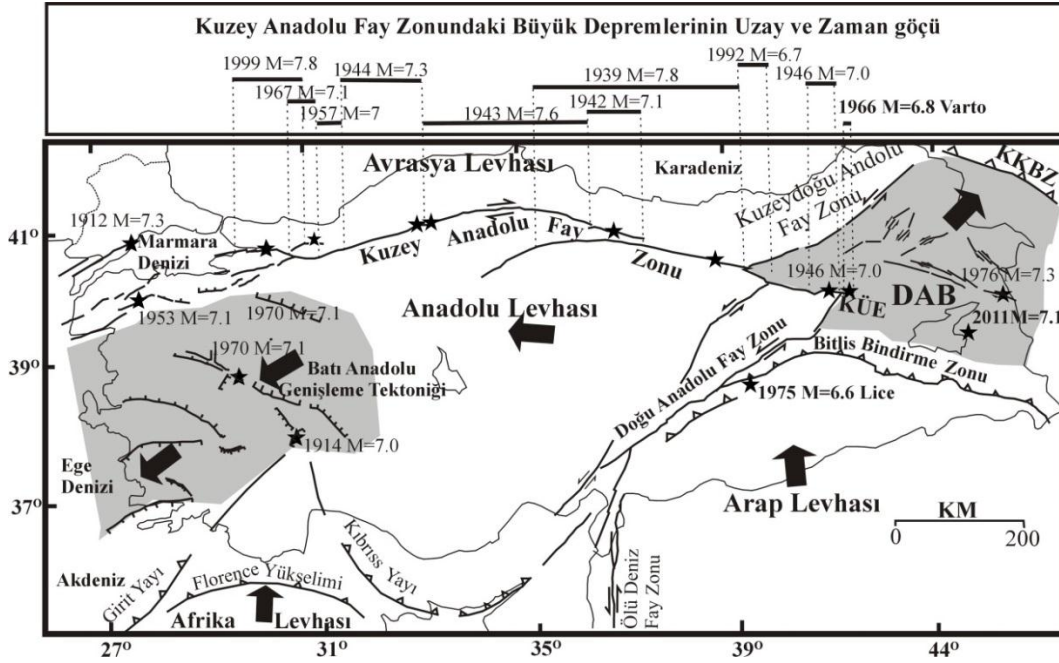 Kuzey Anadolu Fay Zonundaki Büyük Depremlerinin Uzay ve Zaman göçü
1992 M=6.7
1999 M=7.8
1944 M=7.3
1939 M=7.8
1946 M=7.0
1967 M=7.1
1942 M=7.1
1957 M=7
1943 M=7.6
1966 M=6.8 Varto
Avrasya Levhası
Karadeniz
Kuzeydoğu Andolu
Fay Zonu
KKBZ
1912 M=7.3
41°
Marmara
Denizi
Kuzey
Anadolu
Fay
Zonu
1946 M=7.0
1976 M=7.3
DAB
KÜE
2011M=7.1
1953 M=7.1
1970 M=7.1
Anadolu Levhası
39°
1970 M=7.1
Batı Anadolu
Genişleme Tektoniği
Doğu Anadolu Fay Zonu
Bitlis Bindirme Zonu
1975 M=6.6 Lice
1914 M=7.0
Ege
Denizi
37°
Arap Levhası
KM
0
200
Akdeniz
Girit Yayı
Florence Yükselimi
Kıbrıss Yayı
Ölü Deniz
Fay Zonu
Afrika
Levhası
27°
31°
35°
39°
44°